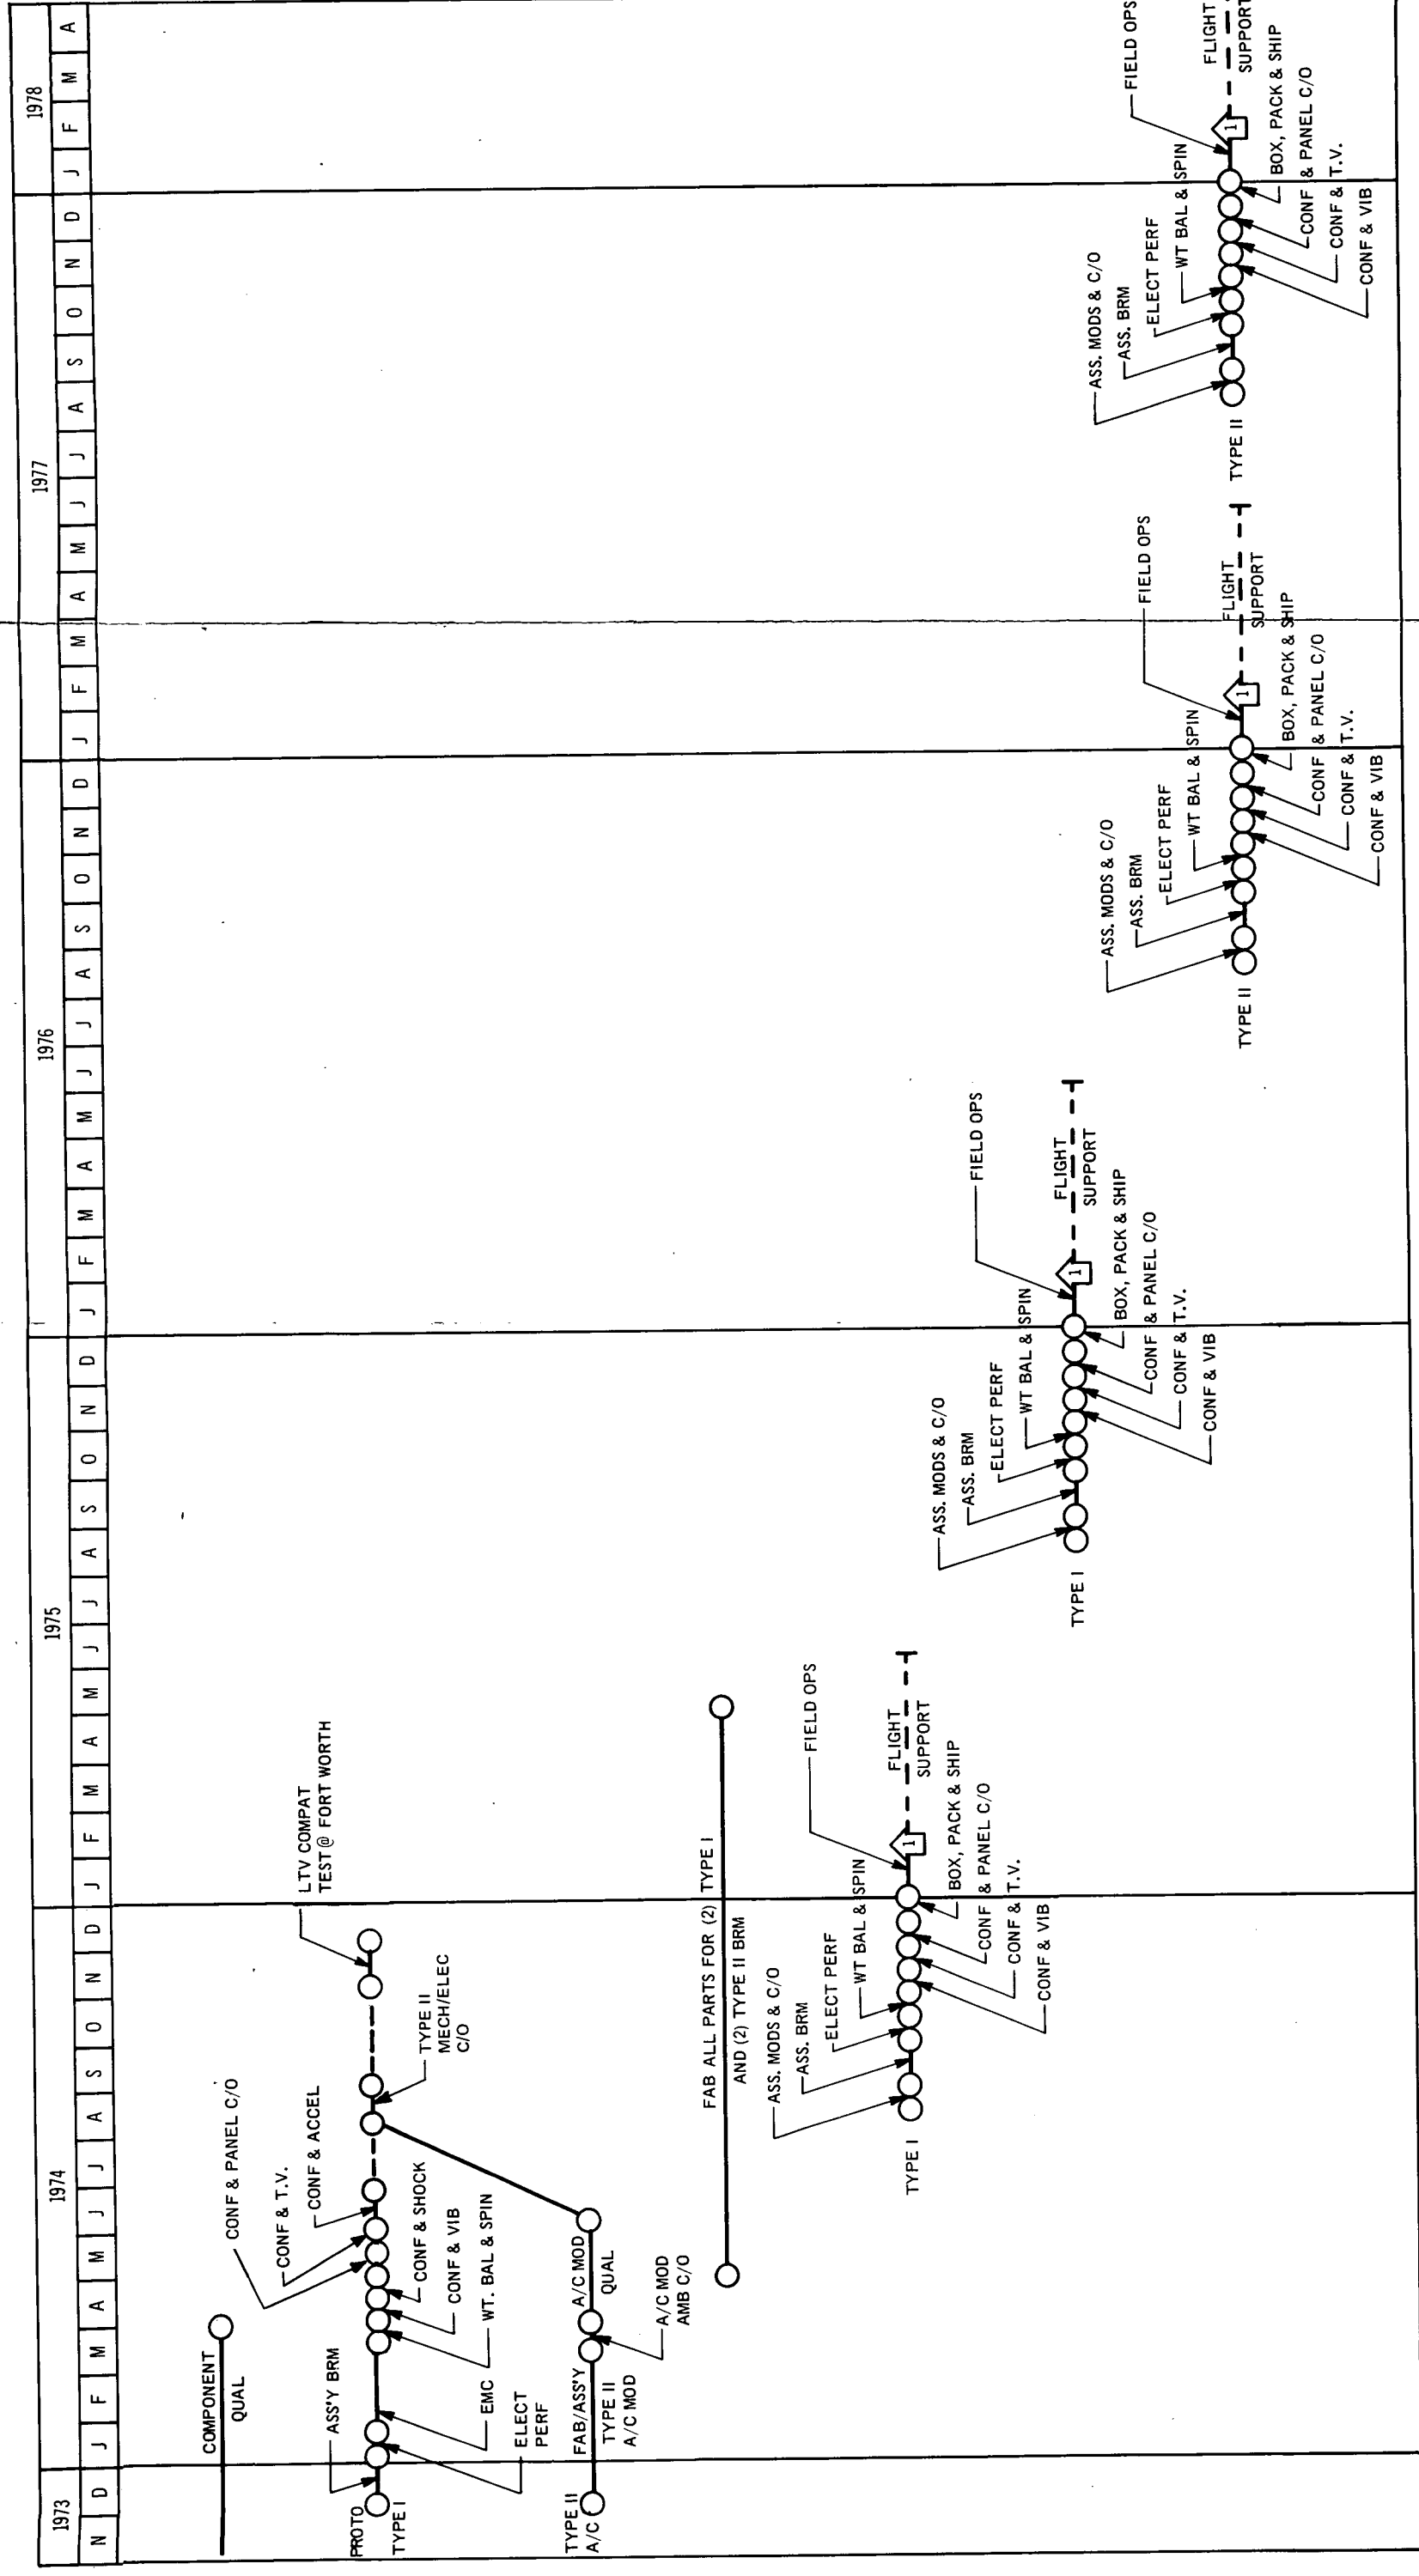 1973 1974 1975 1976 1977 1978
N D J F M A M J J A S O N D J F M A M J J A S O N D J F M A M J J A S O N D J F M A M J J A S O N D J F M A
COMPONENT
QUAL
PROTO
TYPE I
ASS'Y BRM
ELECT
PERF
EMC
WT. BAL & SPIN
CONF & VIB
CONF & SHOCK
CONF & PANEL C/O
CONF & T.V.
CONF & ACCEL
TYPE II
MECH/ELEC
C/O
LTV COMPAT
TEST @ FORT WORTH
TYPE II
A/C
FAB/ASS'Y
TYPE II
A/C MOD
A/C MOD
AMB C/O
A/C MOD
QUAL
FAB ALL PARTS FOR (2) TYPE I
AND (2) TYPE II BRM
TYPE I
ASS. MODS & C/O
ASS. BRM
ELECT PERF
WT BAL & SPIN
FIELD OPS
1
FLIGHT
SUPPORT
BOX, PACK & SHIP
CONF & PANEL C/O
CONF & T.V.
CONF & VIB
TYPE I
ASS. MODS & C/O
ASS. BRM
ELECT PERF
WT BAL & SPIN
FIELD OPS
1
FLIGHT
SUPPORT
BOX, PACK & SHIP
CONF & PANEL C/O
CONF & T.V.
CONF & VIB
TYPE II
ASS. MODS & C/O
ASS. BRM
ELECT PERF
WT BAL & SPIN
FIELD OPS
1
FLIGHT
SUPPORT
BOX, PACK & SHIP
CONF & PANEL C/O
CONF & T.V.
CONF & VIB
TYPE II
ASS. MODS & C/O
ASS. BRM
ELECT PERF
WT BAL & SPIN
FIELD OPS
1
FLIGHT
SUPPORT
BOX, PACK & SHIP
CONF & PANEL C/O
CONF & T.V.
CONF & VIB